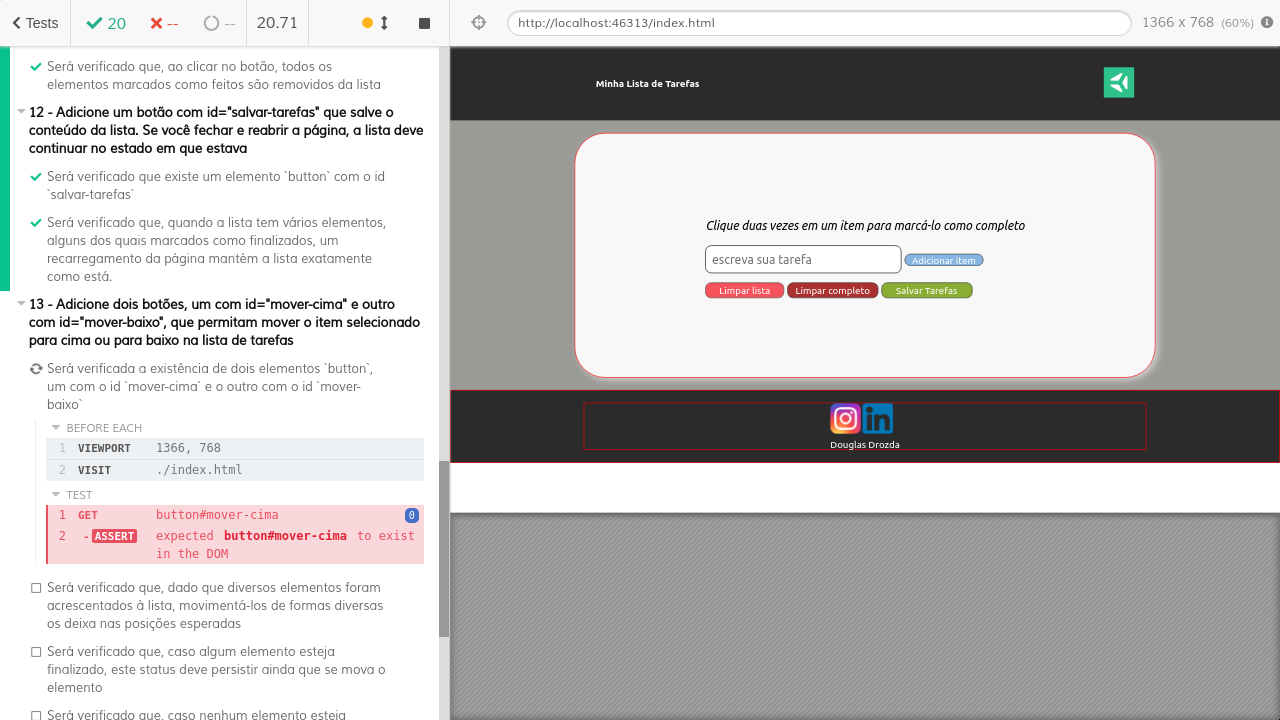 Tests
20
--
--
20.71
http://localhost:46313/index.html
1366 x 768 (60%)
Será verificado que, ao clicar no botão, todos os
elementos marcados como feitos são removidos da lista
12 - Adicione um botão com id="salvar-tarefas" que salve o
conteúdo da lista. Se você fechar e reabrir a página, a lista deve
continuar no estado em que estava
Será verificado que existe um elemento `button` com o id
`salvar-tarefas`
Será verificado que, quando a lista tem vários elementos,
alguns dos quais marcados como finalizados, um
recarregamento da página mantém a lista exatamente
como está.
13 - Adicione dois botões, um com id="mover-cima" e outro
com id="mover-baixo", que permitam mover o item selecionado
para cima ou para baixo na lista de tarefas
Será verificada a existência de dois elementos `button`,
um com o id `mover-cima` e o outro com o id `mover-
baixo`
BEFORE EACH
1 VIEWPORT 1366, 768
2 VISIT ./index.html
TEST
1 GET button#mover-cima 0
2 -ASSERT expected button#mover-cima to exist
in the DOM
Será verificado que, dado que diversos elementos foram
acrescentados à lista, movimentá-los de formas diversas
os deixa nas posições esperadas
Será verificado que, caso algum elemento esteja
finalizado, este status deve persistir ainda que se mova o
elemento
Será verificado que, caso nenhum elemento esteja
Minha Lista de Tarefas
Clique duas vezes em um item para marcá-lo como completo
escreva sua tarefa
Adicionar item
Limpar lista
Limpar completo
Salvar Tarefas
Douglas Drozda